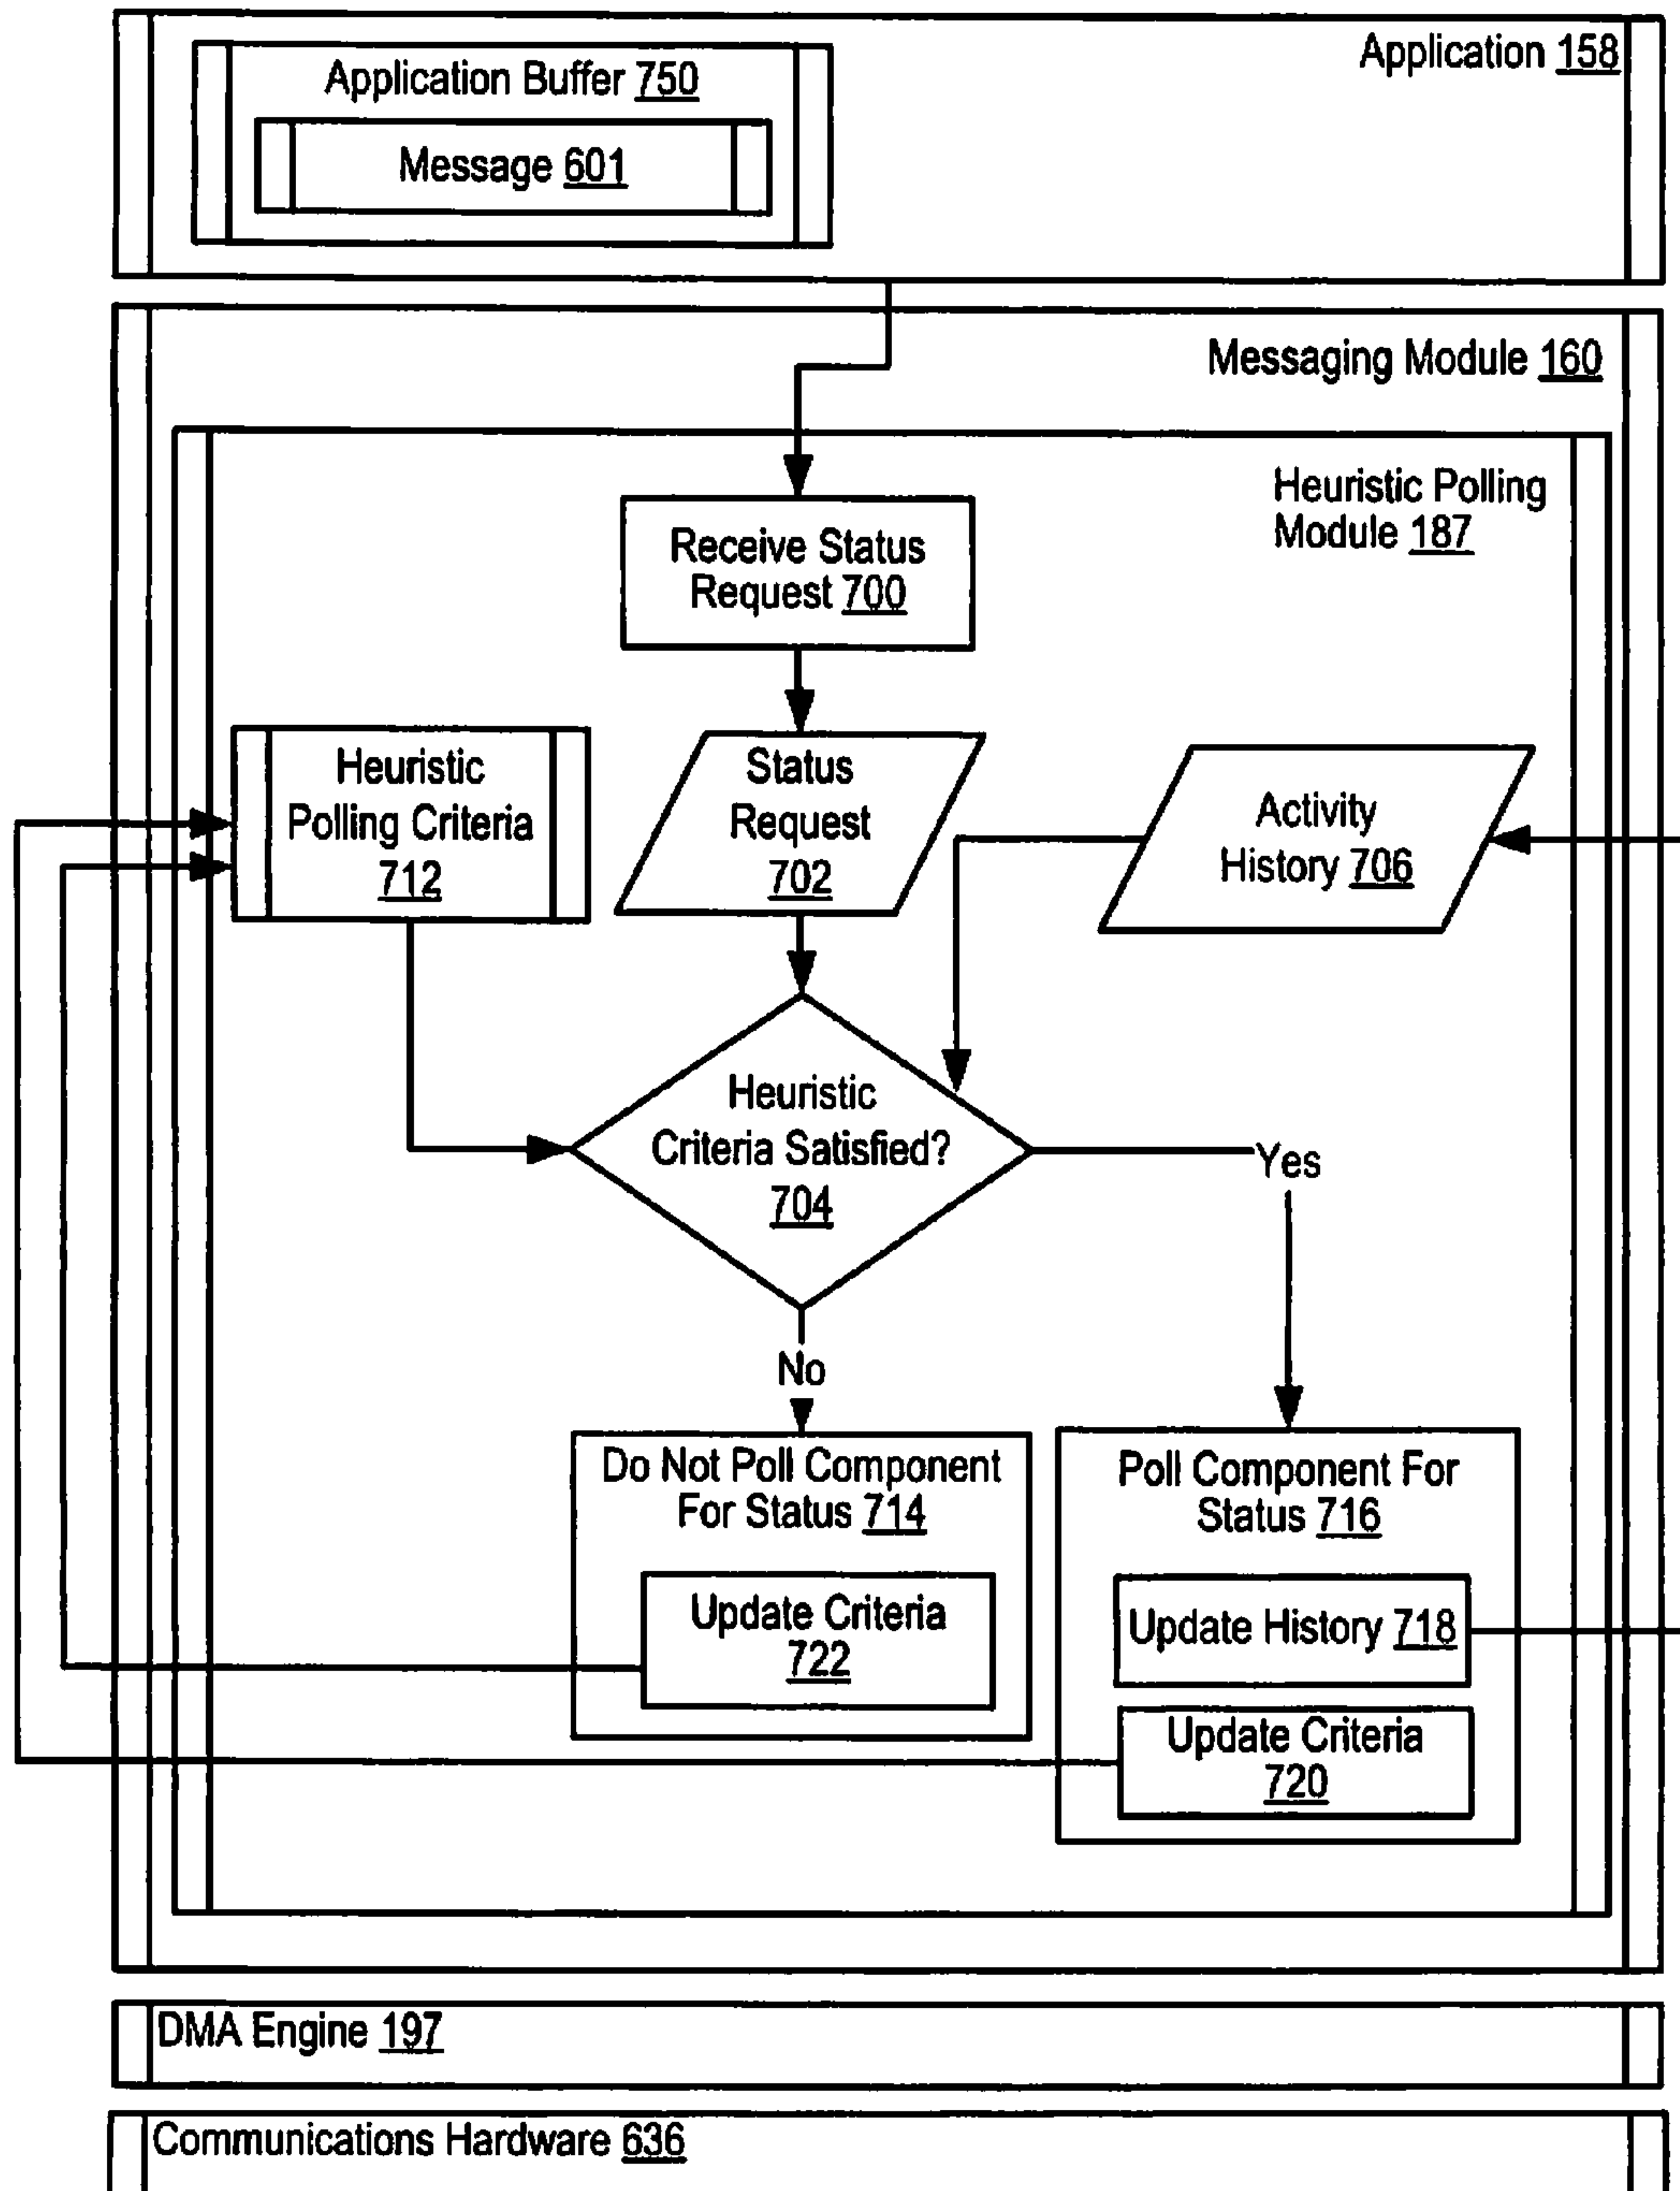 Application 158
Application Buffer 750
Message 601
Messaging Module 160
Heuristic Polling
Module 187
Receive Status
Request 700
Heuristic
Polling Criteria
712
Status
Request
702
Activity
History 706
Heuristic
Criteria Satisfied?
704
Yes
No
Do Not Poll Component
For Status 714
Update Criteria
722
Poll Component For
Status 716
Update History 718
Update Criteria
720
DMA Engine 197
Communications Hardware 636